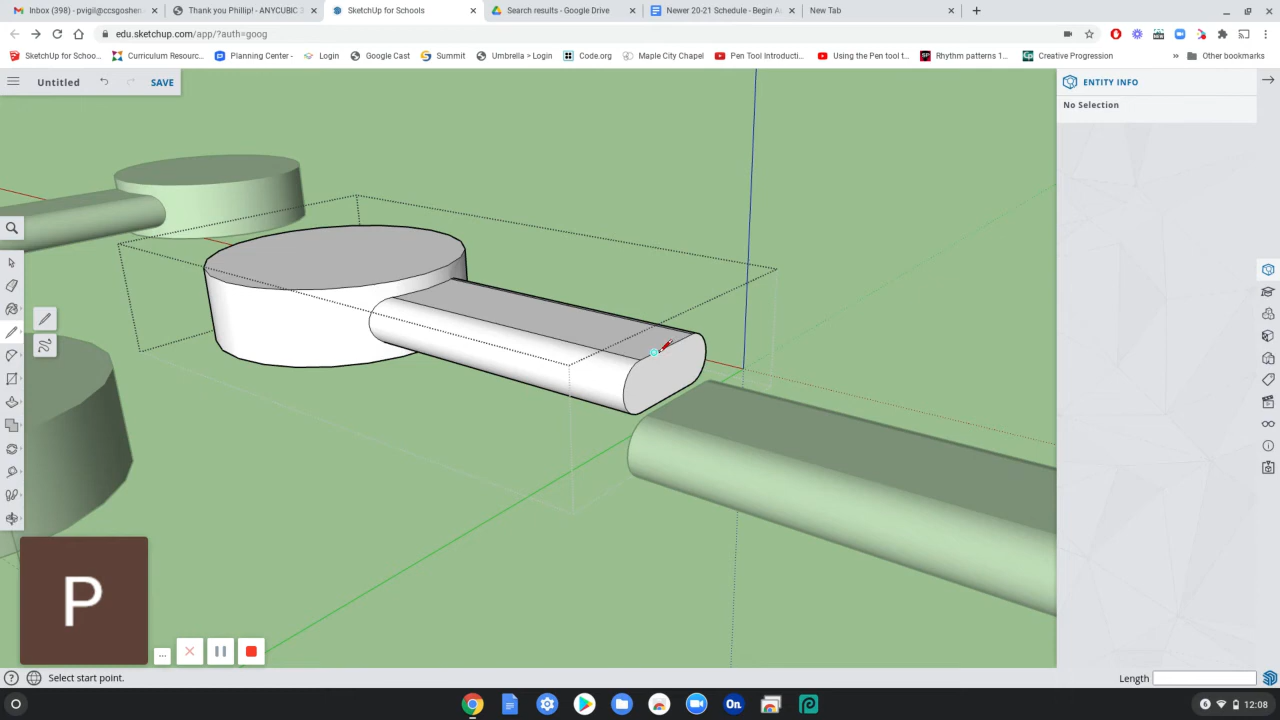 Inbox (398) - pvigil@ccsgoshen
Thank you Phillip! - ANYCUBIC 3
SketchUp for Schools
Search results - Google Drive
Newer 20-21 Schedule - Begin A
New Tab
edu.sketchup.com/app/?auth=goog
SketchUp for Schoo...
Curriculum Resourc...
Planning Center -
Login
Google Cast
Summit
Umbrella > Login
Code.org
Maple City Chapel
Pen Tool Introducti...
Using the Pen tool t...
Rhythm patterns 1...
Creative Progression
»
Other bookmarks
Untitled
SAVE
ENTITY INFO
No Selection
P
...
Select start point.
Length
On
6
12:08